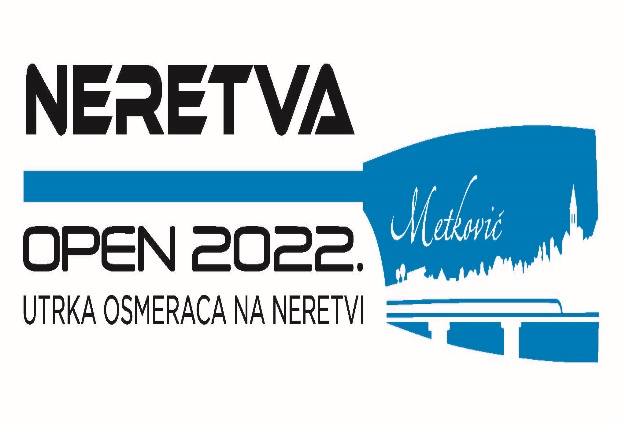 NERETVA
Metković
OPEN 2022.
UTRKA OSMERACA NA NERETVI